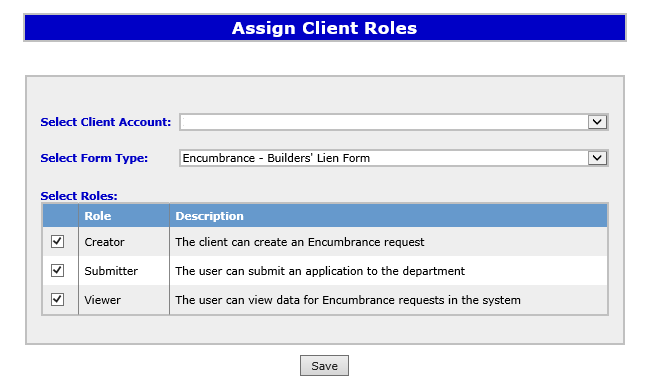 Assign Client Roles
Select Client Account:
Select Form Type: Encumbrance - Builders' Lien Form
Select Roles:
Role Description
Creator The client can create an Encumbrance request
Submitter The user can submit an application to the department
Viewer The user can view data for Encumbrance requests in the system
Save